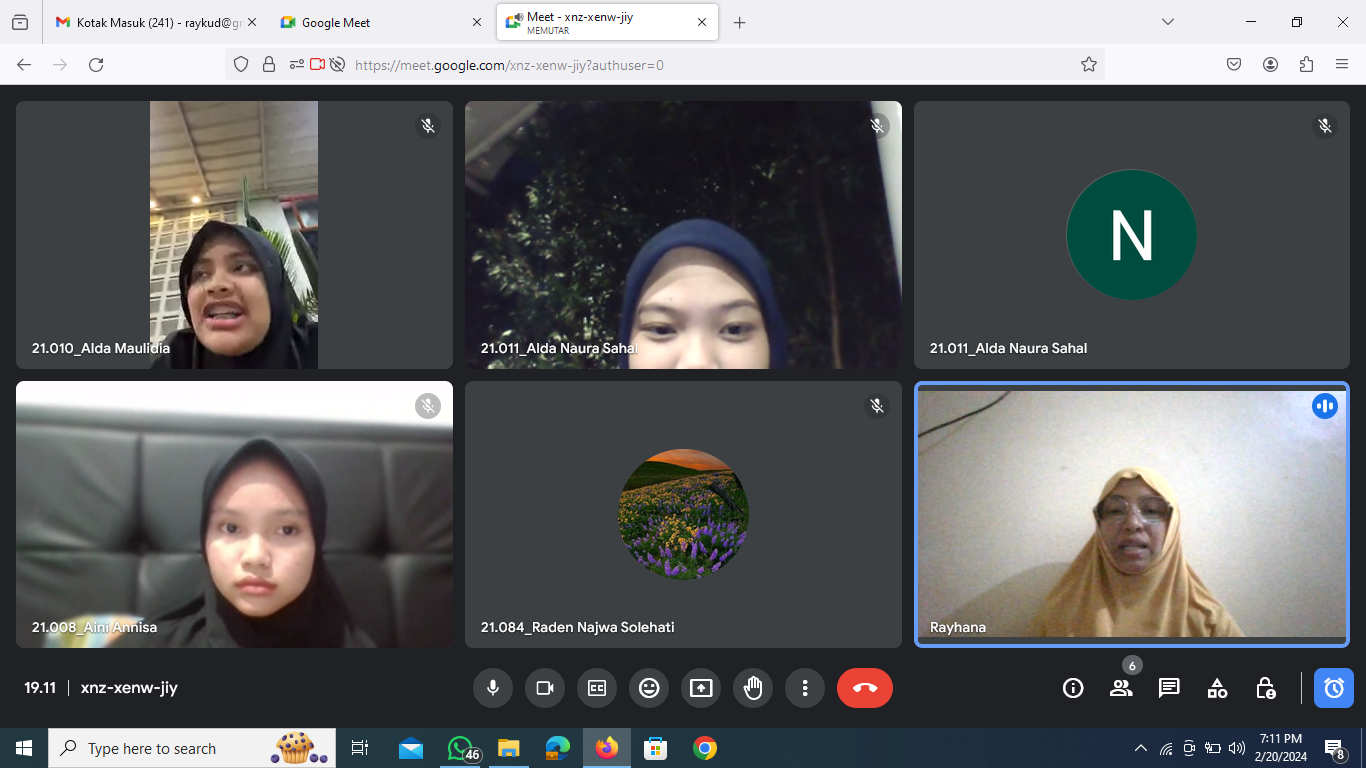 Kotak Masuk (241) - raykud@gr
Google Meet
Meet - xnz-xenw-jiy
MEMUTAR
https://meet.google.com/xnz-xenw-jiy?authuser=0
21.010_Alda Maulidia
21.011_Alda Naura Sahal
N
21.011_Alda Naura Sahal
21.008_Aini Annisa
21.084_Raden Najwa Solehati
Rayhana
19.11 | xnz-xenw-jiy
CC
6
Type here to search
46
7:11 PM
2/20/2024
8